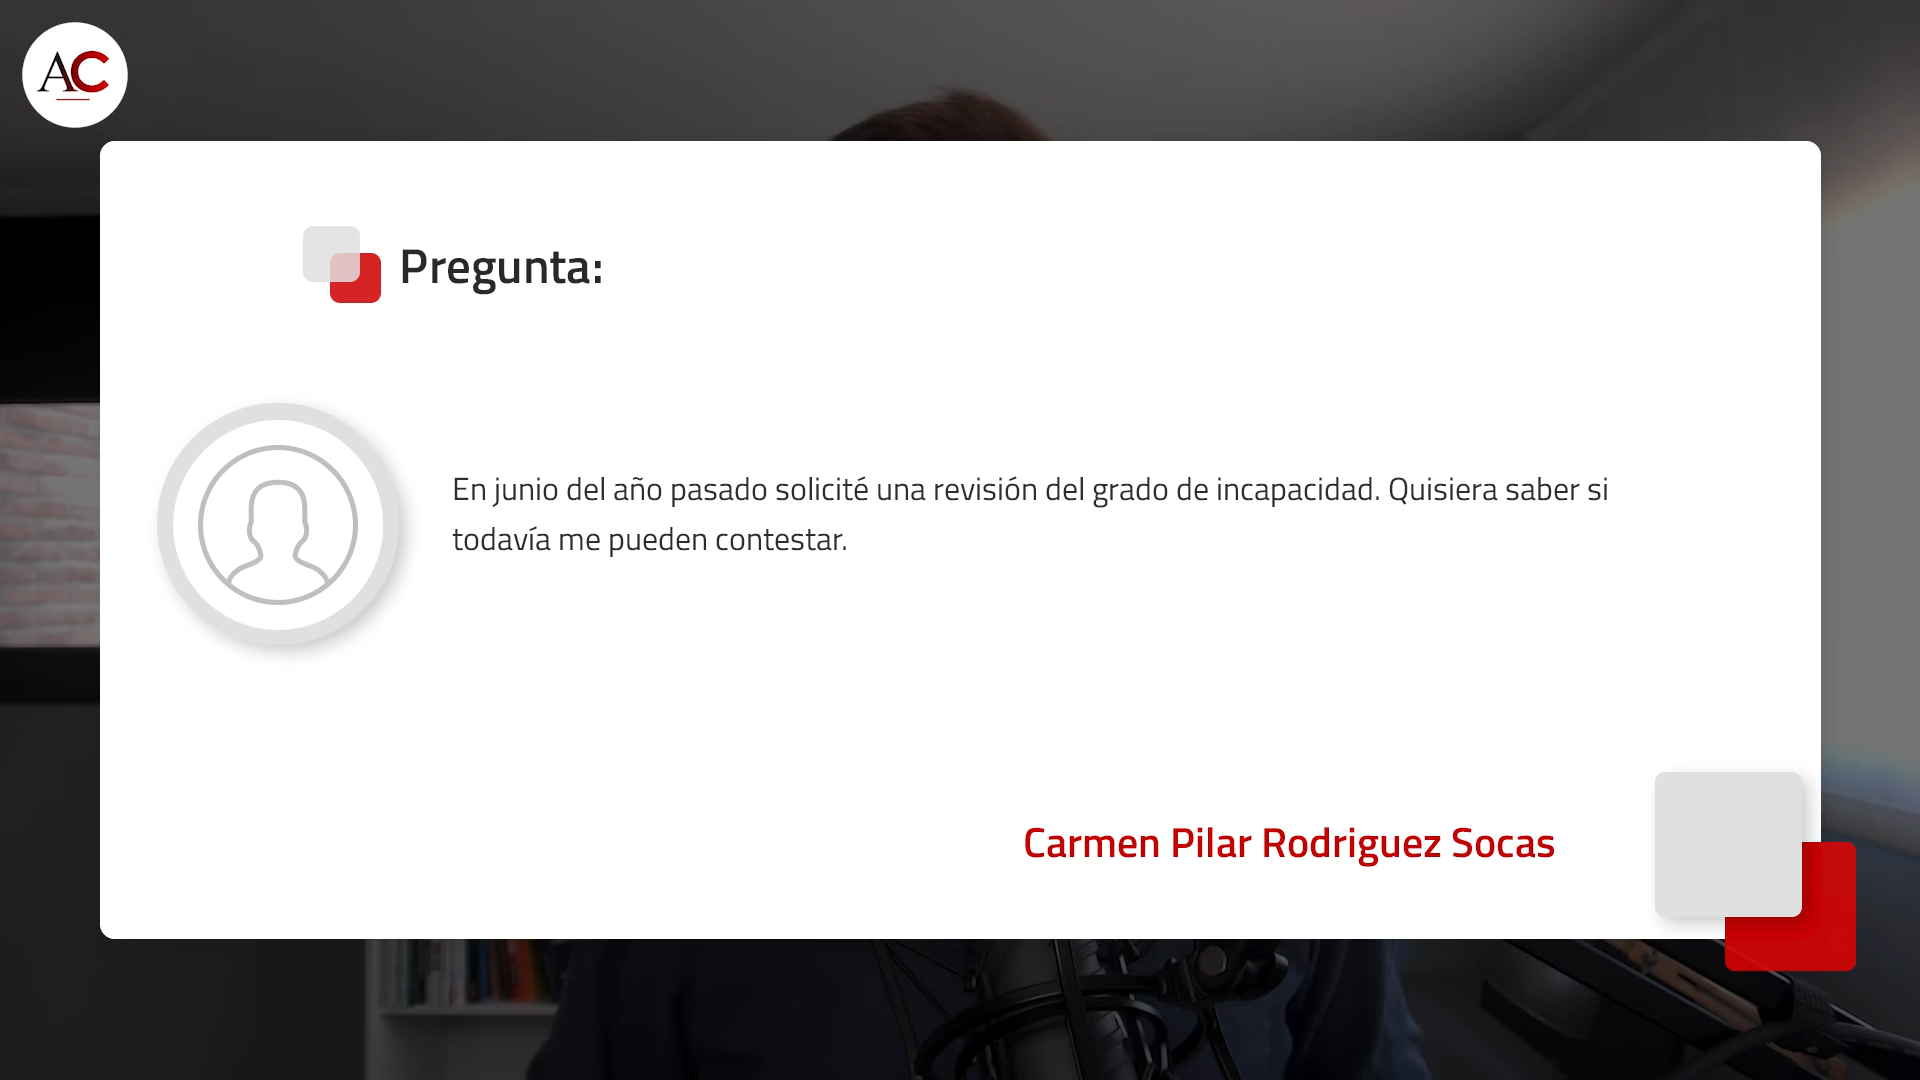 AC
Pregunta:
En junio del año pasado solicité una revisión del grado de incapacidad. Quisiera saber si
todavía me pueden contestar.
Carmen Pilar Rodriguez Socas